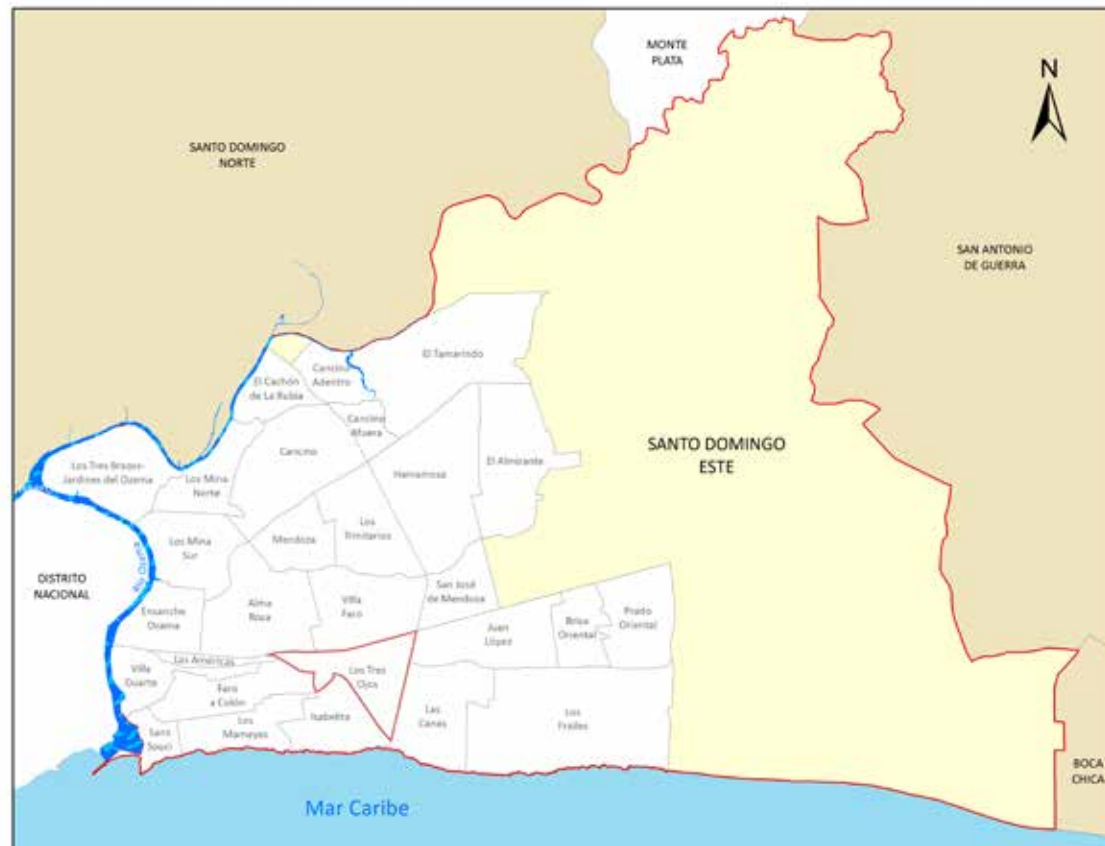 MONTE
PLATA
N
SANTO DOMINGO
NORTE
SAN ANTONIO
DE GUERRA
El Tamarindo
Cancino
Adentro
El Cachón
de La Rubia
Cancino
Afuera
SANTO DOMINGO
ESTE
Cancino
Hainamosa
El Almirante
Los Tres Brazos-
Jardines del Ozama
Los Mina
Norte
Los
Trinitarios
Mendoza
Los Mina
Sur
Río Ozama
DISTRITO
NACIONAL
San José
de Mendoza
Ensanche
Ozama
Alma
Rosa
Villa
Faro
Juan
López
Brisa
Oriental
Prado
Oriental
Las Américas
Villa
Duarte
Los Tres
Ojos
Faro
a Colón
Isabelita
Las
Canas
Los
Frailes
Sans
Souci
Los
Mameyes
BOCA
CHICA
Mar Caribe